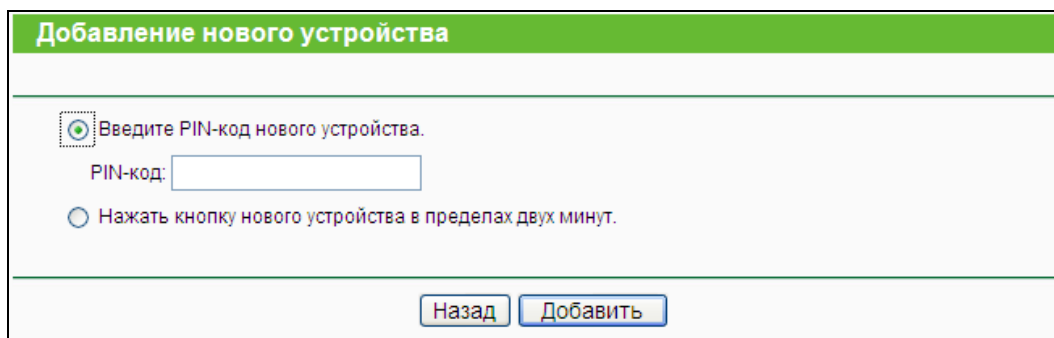 Добавление нового устройства
Введите PIN-код нового устройства.
PIN-код:
Нажать кнопку нового устройства в пределах двух минут.
Назад Добавить